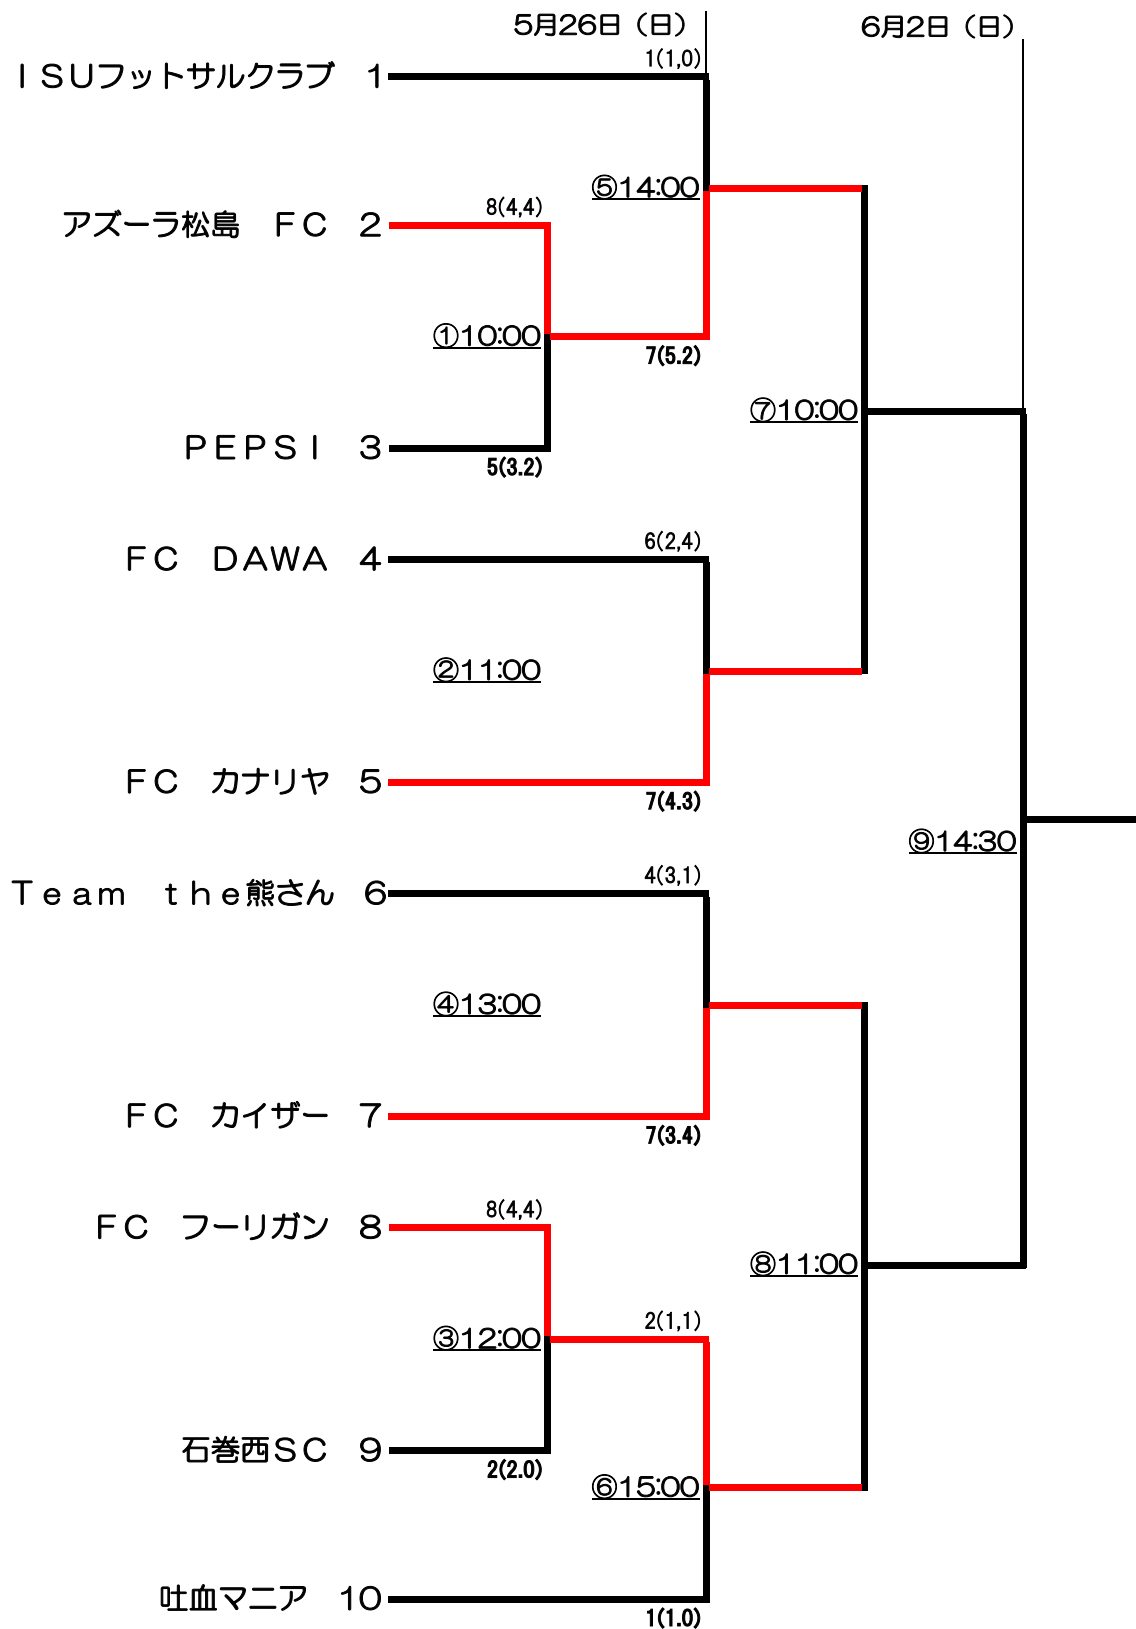 5月26日（日）
6月2日（日）
1(1,0)
ＩＳＵフットサルクラブ　1
⑤14:00
8(4,4)
アズーラ松島　ＦＣ　2
①10:00
7(5.2)
⑦10:00
ＰＥＰＳＩ　3
5(3.2)
6(2,4)
ＦＣ　ＤＡＷＡ　4
②11:00
ＦＣ　カナリヤ　5
7(4.3)
⑨14:30
4(3,1)
Ｔｅａｍ　ｔｈｅ熊さん　6
④13:00
ＦＣ　カイザー　7
7(3.4)
8(4,4)
ＦＣ　フーリガン　8
⑧11:00
2(1,1)
③12:00
石巻西ＳＣ　9
2(2.0)
⑥15:00
吐血マニア　10
1(1.0)